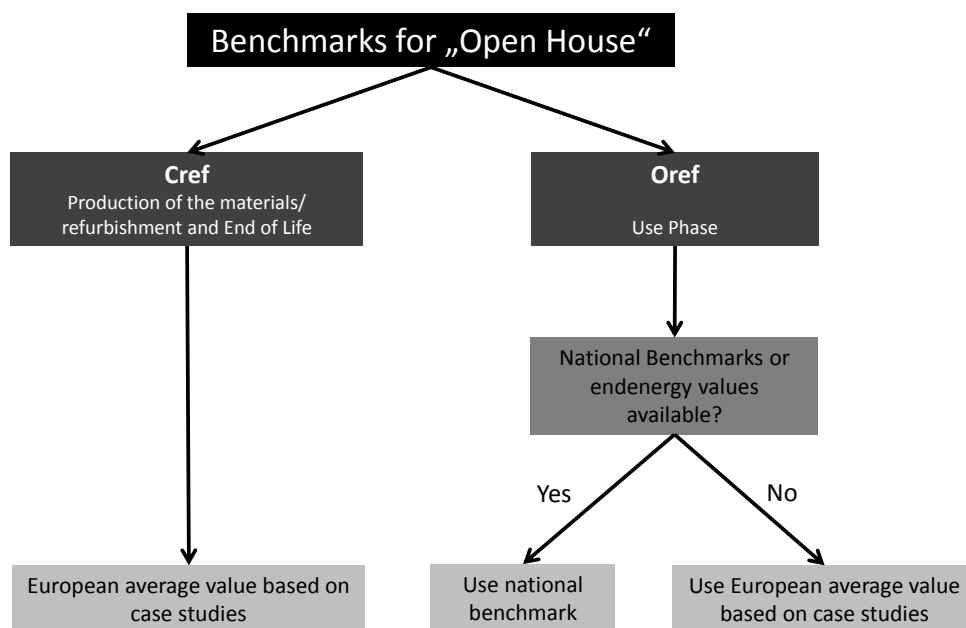 Benchmarks for „Open House“
Cref
Production of the materials/
refurbishment and End of Life
Oref
Use Phase
National Benchmarks or
endenergy values
available?
Yes
No
European average value based on
case studies
Use national
benchmark
Use European average value
based on case studies